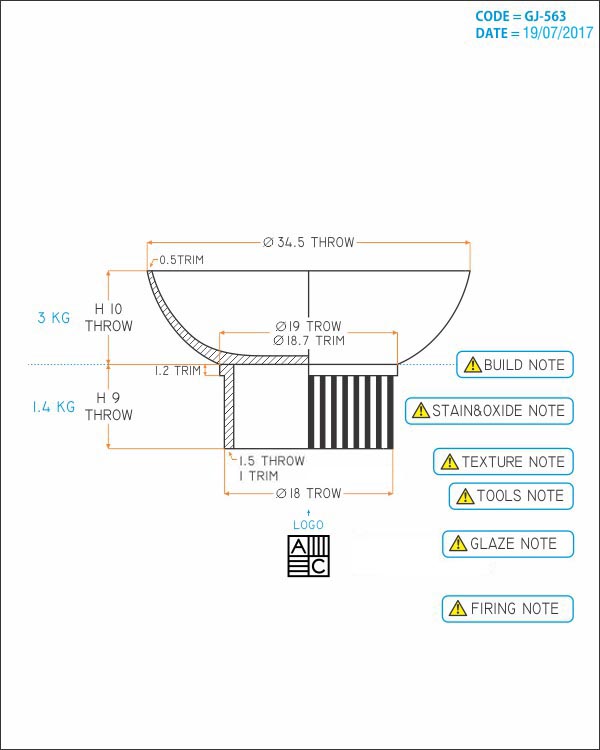 CODE = GJ-563
DATE = 19/07/2017
Ø 34.5 THROW
0.5TRIM
3 KG
H 10
THROW
Ø19 TROW
Ø18.7 TRIM
BUILD NOTE
1.2 TRIM
1.4 KG
H 9
THROW
STAIN&OXIDE NOTE
1.5 THROW
1 TRIM
TEXTURE NOTE
Ø18 TROW
TOOLS NOTE
LOGO
A
C
GLAZE NOTE
FIRING NOTE